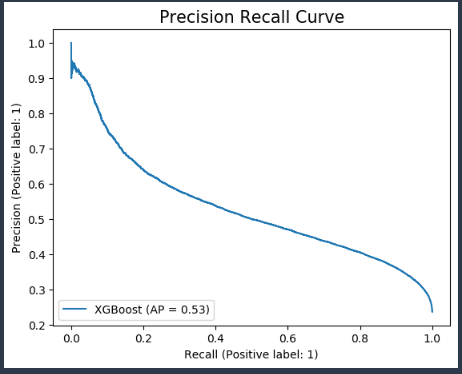 Precision Recall Curve
Precision (Positive label: 1)
1.0
0.9
0.8
0.7
0.6
0.5
0.4
0.3
0.2
XGBoost (AP = 0.53)
0.0 0.2 0.4 0.6 0.8 1.0
Recall (Positive label: 1)